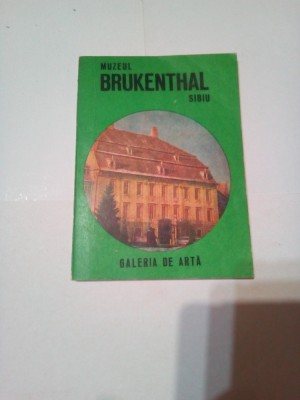 MUZEUL
BRUKENTHAL
SIBIU
GALERIA DE ARTĂ